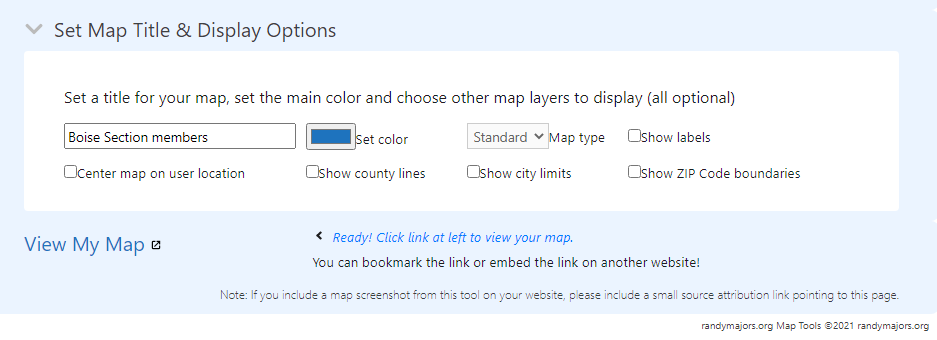 Set Map Title & Display Options
Set a title for your map, set the main color and choose other map layers to display (all optional)
Boise Section members Set color Standard Map type Show labels
Center map on user location Show county lines Show city limits Show ZIP Code boundaries
View My Map Ready! Click link at left to view your map.
You can bookmark the link or embed the link on another website!
Note: If you include a map screenshot from this tool on your website, please include a small source attribution link pointing to this page.
randymajors.org Map Tools ©2021 randymajors.org